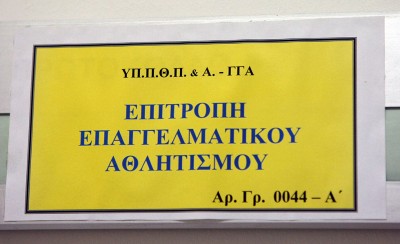 ΥΠ.Π.Θ.Π. & Α. - ΓΓΑ
ΕΠΙΤΡΟΠΗ
ΕΠΑΓΓΕΛΜΑΤΙΚΟΥ
ΑΘΛΗΤΙΣΜΟΥ
Αρ. Γρ. 0044 – Α΄